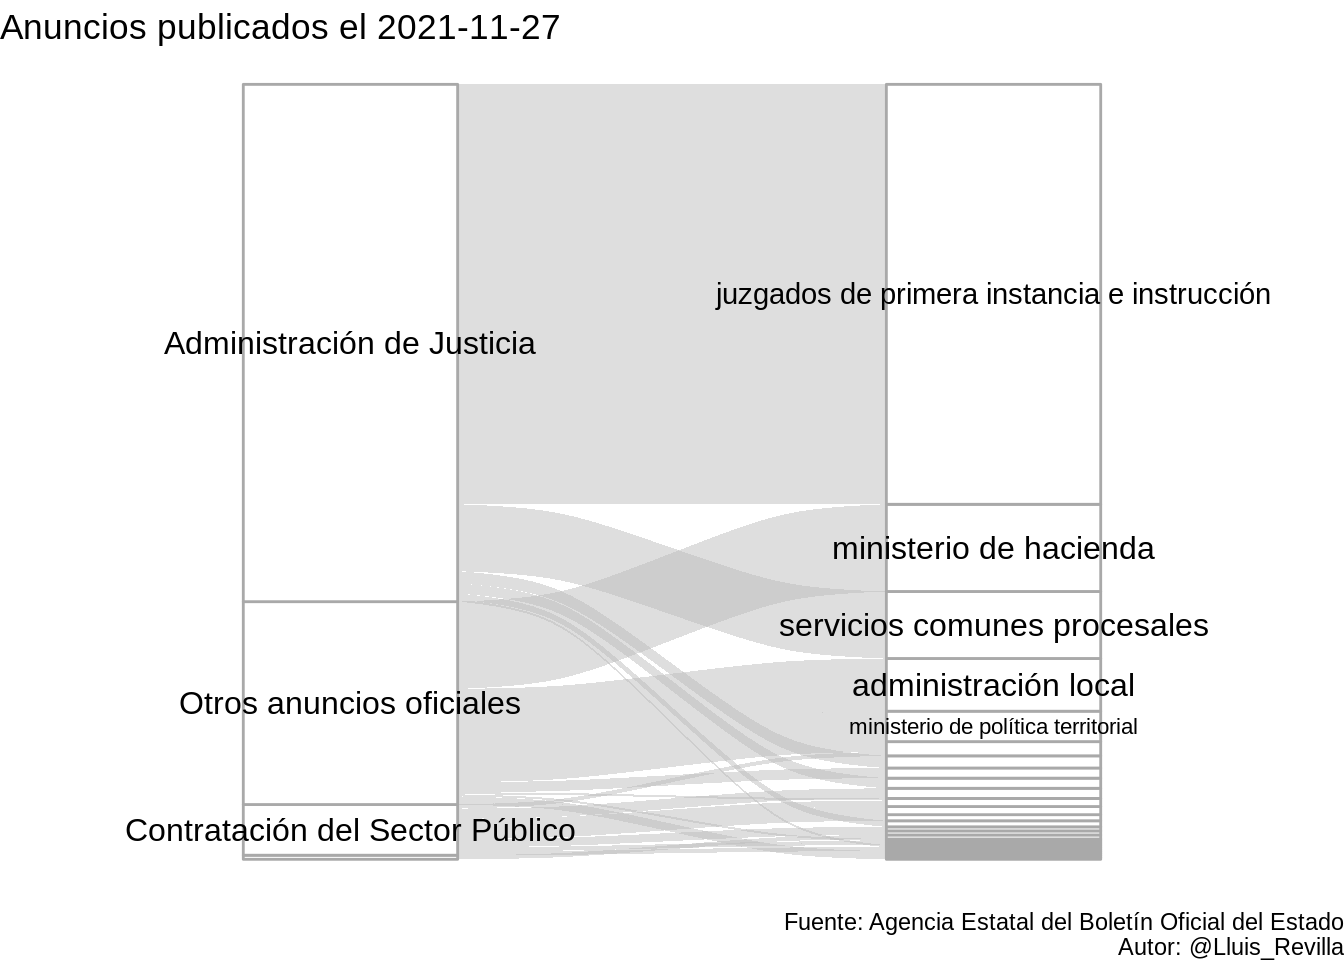 Anuncios publicados el 2021-11-27
juzgados de primera instancia e instrucción
Administración de Justicia
ministerio de hacienda
servicios comunes procesales
administración local
Otros anuncios oficiales
ministerio de política territorial
Contratación del Sector Público
Fuente: Agencia Estatal del Boletín Oficial del Estado
Autor: @Lluis_Revilla